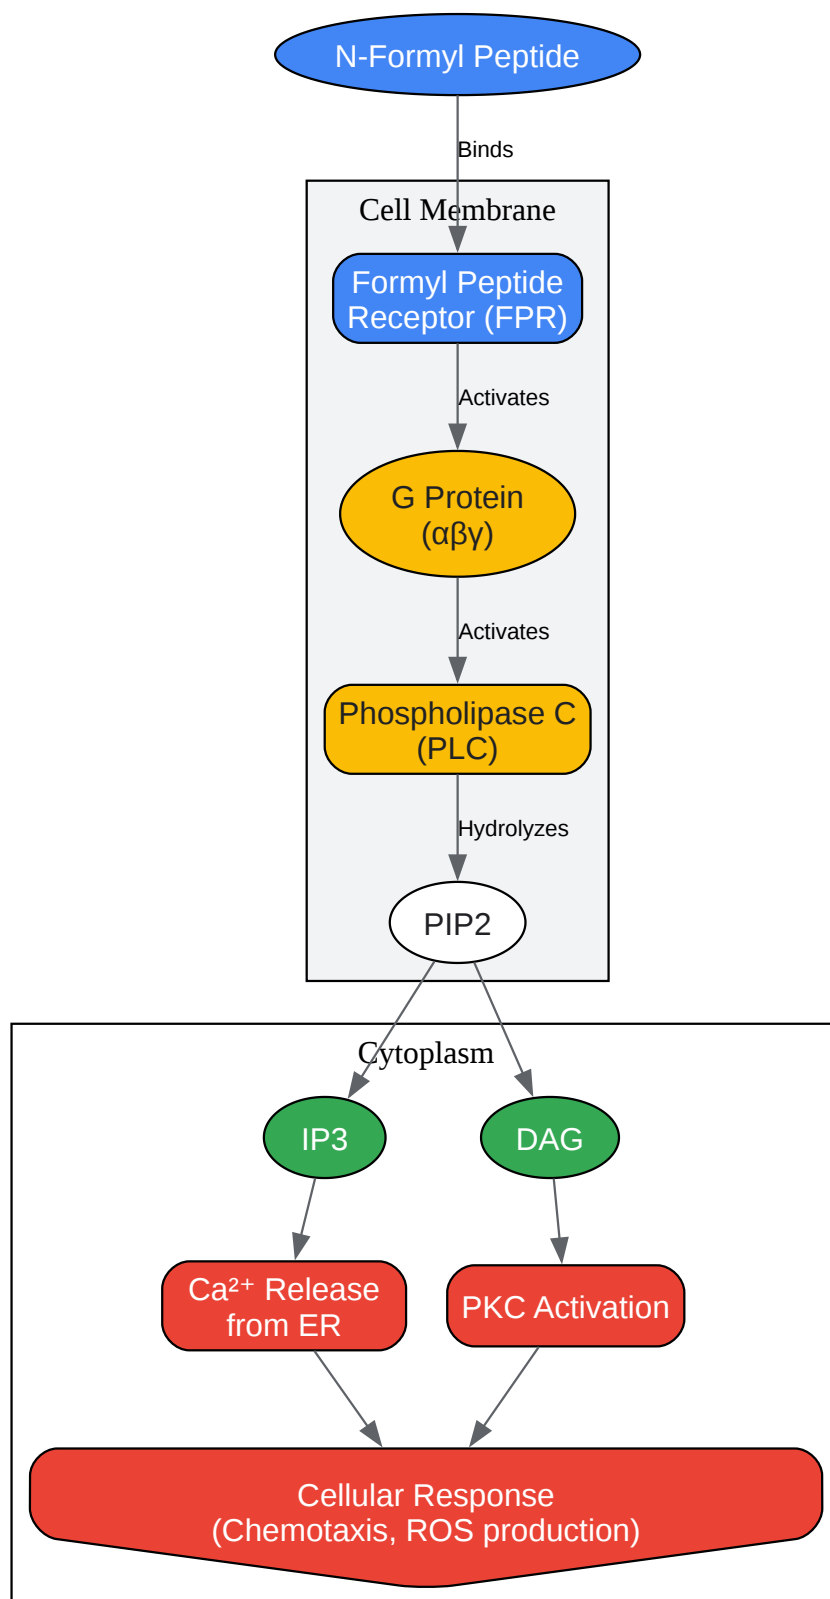 N-Formyl Peptide
Binds
Cell Membrane
Formyl Peptide
Receptor (FPR)
Activates
G Protein
(αβγ)
Activates
Phospholipase C
(PLC)
Hydrolyzes
PIP2
Cytoplasm
IP3
DAG
Ca²⁺ Release
from ER
PKC Activation
Cellular Response
(Chemotaxis, ROS production)